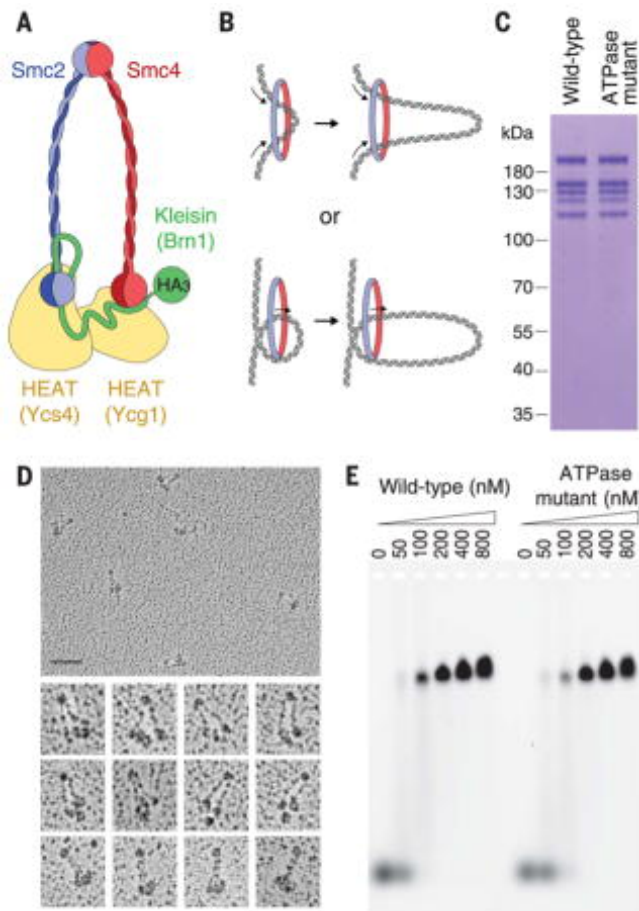 A
Smc2
Smc4
Kleisin
(Brn1)
HA3
HEAT
(Ycs4)
HEAT
(Ycg1)
B
or
C
Wild-type
ATPase
mutant
kDa
180
130
100
70
55
40
35
D
E
Wild-type (nM)
ATPase
mutant (nM
0
50
100
200
400
800
0
50
100
200
400
800